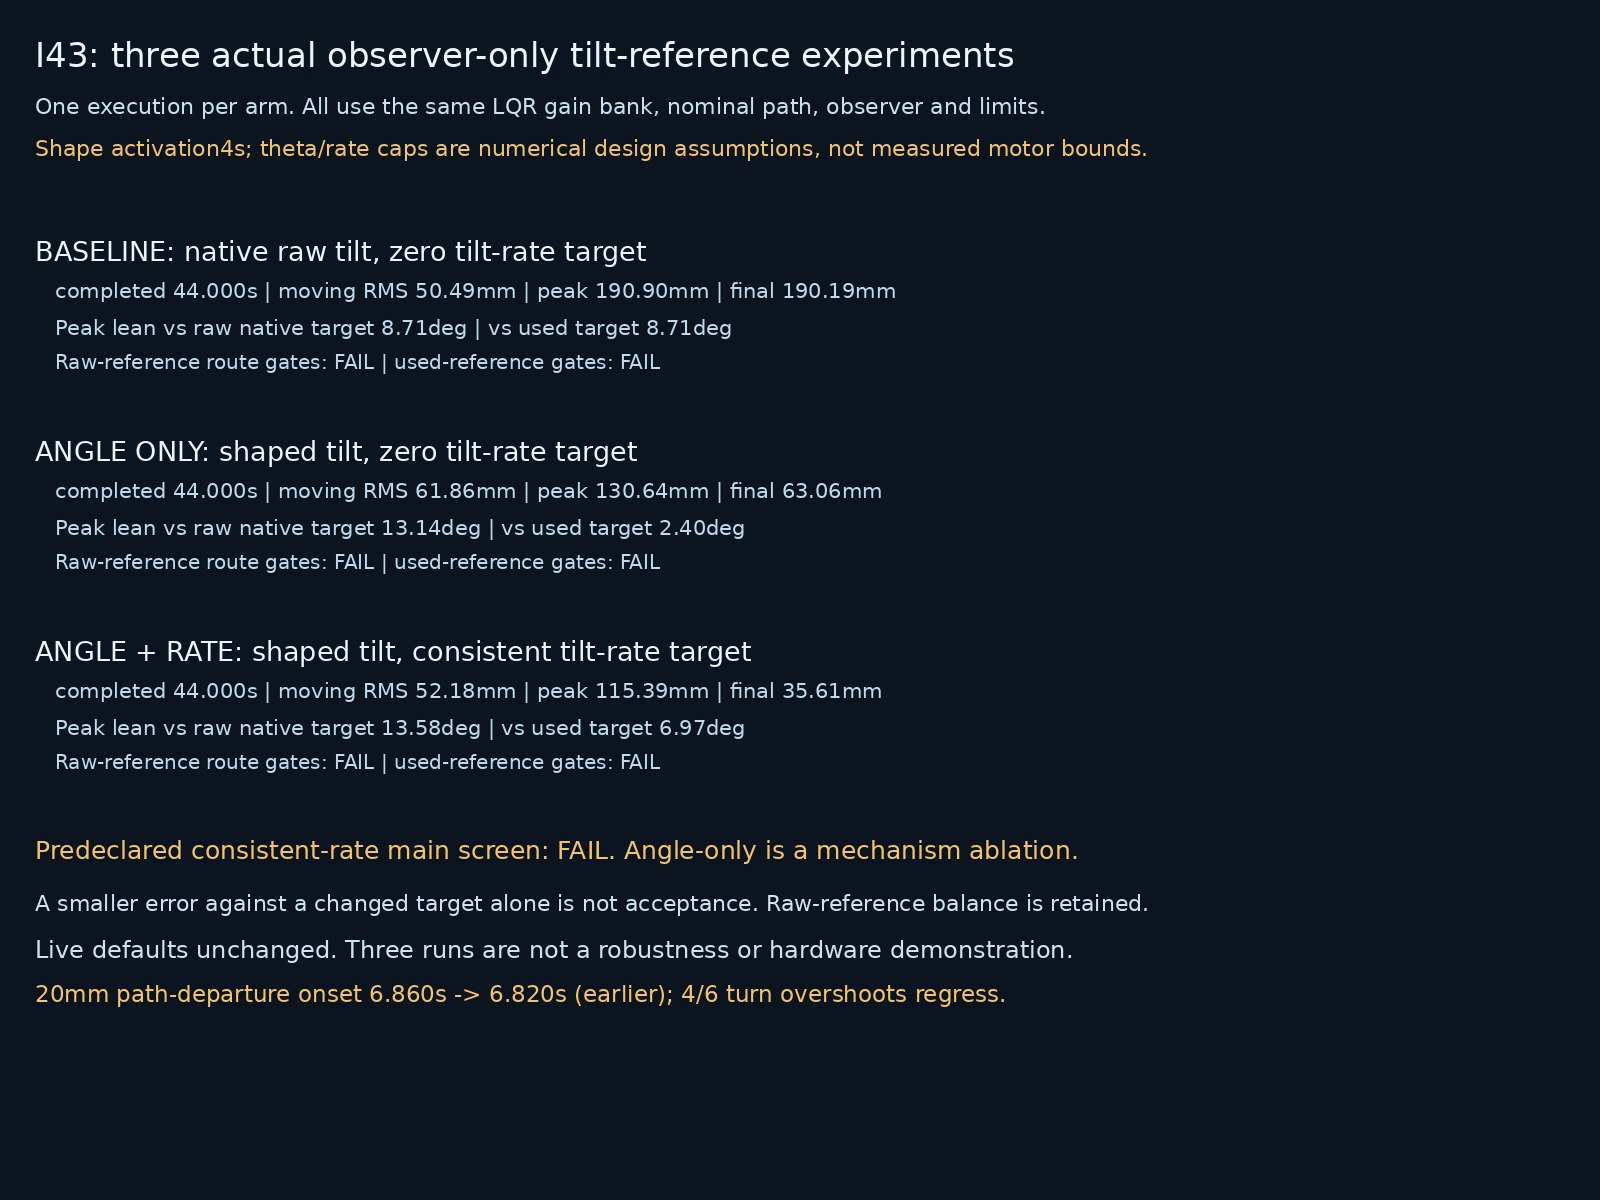 I43: three actual observer-only tilt-reference experiments
One execution per arm. All use the same LQR gain bank, nominal path, observer and limits.
Shape activation4s; theta/rate caps are numerical design assumptions, not measured motor bounds.
BASELINE: native raw tilt, zero tilt-rate target
completed 44.000s | moving RMS 50.49mm | peak 190.90mm | final 190.19mm
Peak lean vs raw native target 8.71deg | vs used target 8.71deg
Raw-reference route gates: FAIL | used-reference gates: FAIL
ANGLE ONLY: shaped tilt, zero tilt-rate target
completed 44.000s | moving RMS 61.86mm | peak 130.64mm | final 63.06mm
Peak lean vs raw native target 13.14deg | vs used target 2.40deg
Raw-reference route gates: FAIL | used-reference gates: FAIL
ANGLE + RATE: shaped tilt, consistent tilt-rate target
completed 44.000s | moving RMS 52.18mm | peak 115.39mm | final 35.61mm
Peak lean vs raw native target 13.58deg | vs used target 6.97deg
Raw-reference route gates: FAIL | used-reference gates: FAIL
Predeclared consistent-rate main screen: FAIL. Angle-only is a mechanism ablation.
A smaller error against a changed target alone is not acceptance. Raw-reference balance is retained.
Live defaults unchanged. Three runs are not a robustness or hardware demonstration.
20mm path-departure onset 6.860s -> 6.820s (earlier); 4/6 turn overshoots regress.